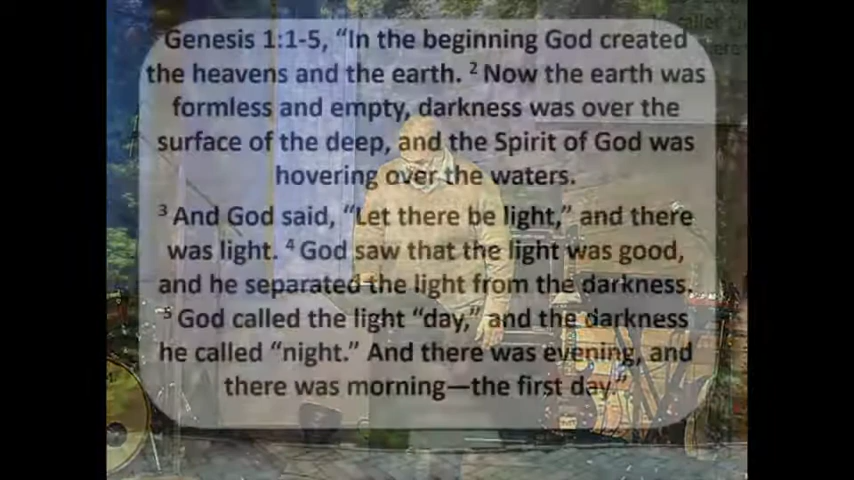 Genesis 1:1-5, “In the beginning God created
the heavens and the earth. ² Now the earth was
formless and empty, darkness was over the
surface of the deep, and the Spirit of God was
hovering over the waters.
³ And God said, “Let there be light,” and there
was light. ⁴ God saw that the light was good,
and he separated the light from the darkness.
⁵ God called the light “day,” and the darkness
he called “night.” And there was evening, and
there was morning—the first day.”